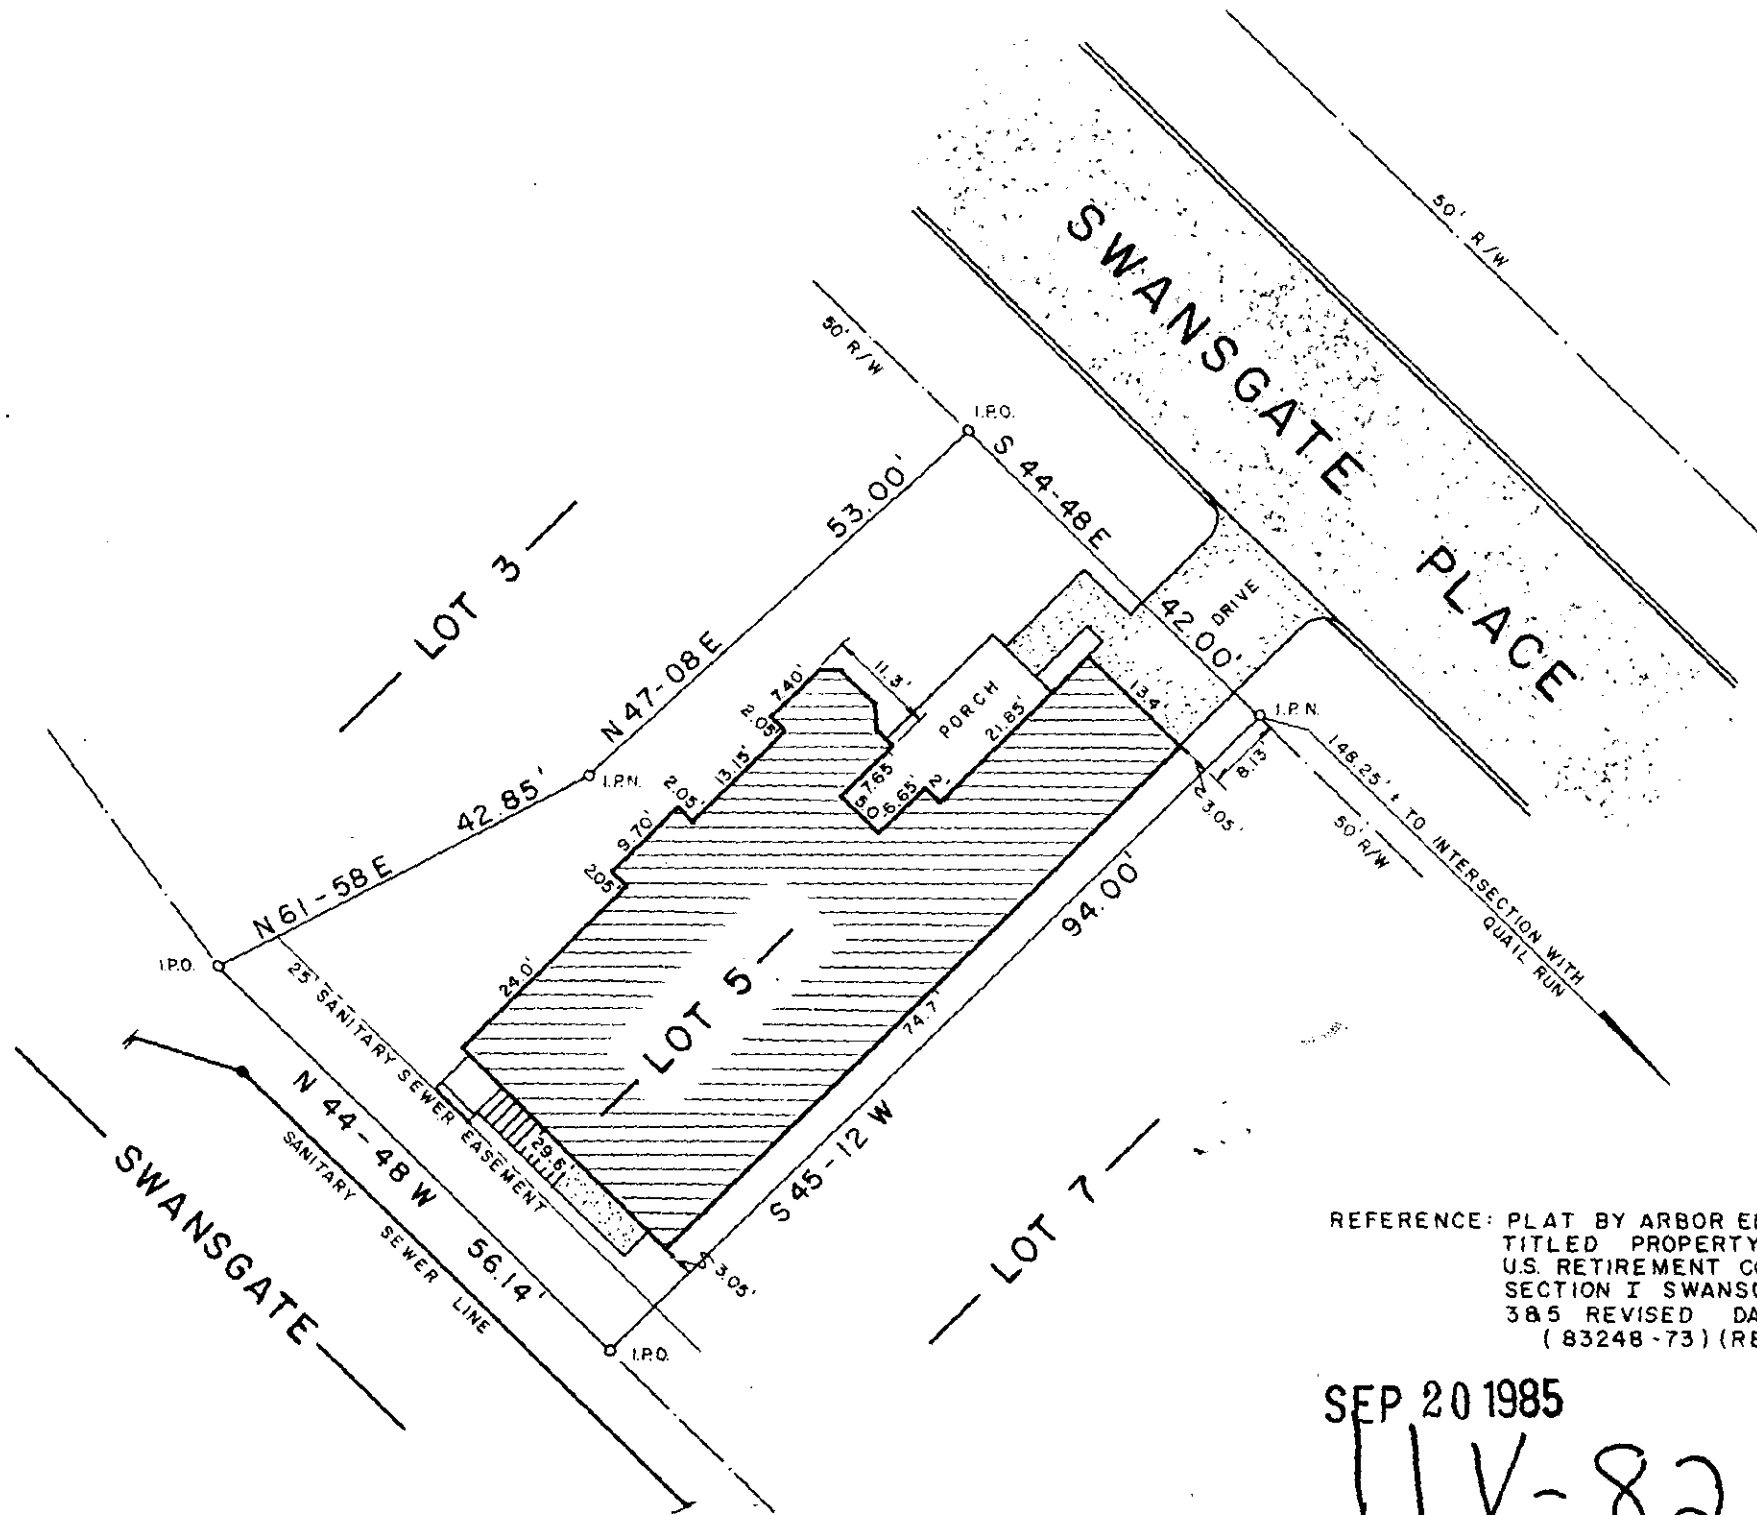 50' R/W
SWANSGATE PLACE
50' R/W
I.P.O.
S 44-48 E
42.00'
DRIVE
53.00'
N 47-08 E
— LOT 3 —
11.3'
7.40'
2.05'
13.15'
2.05'
9.70'
2.05'
24.0'
PORCH
21.85'
7.65'
5.0
6.65'
2'
13.4'
I.P.N.
8.13'
3.05'
148.25' ± TO INTERSECTION WITH
QUAIL RUN
50' R/W
I.P.N.
42.85'
N 61-58 E
I.P.O.
25' SANITARY SEWER EASEMENT
— LOT 5 —
94.00'
74.7'
S 45-12 W
29.6'
3.05'
N 44-48 W
56.14'
SANITARY SEWER LINE
— SWANSGATE —
I.P.O.
— LOT 7 —
REFERENCE: PLAT BY ARBOR
TITLED PROPERTY
U.S. RETIREMENT
SECTION I
3&5 REVISED
(83248-73)
SEP 20 1985